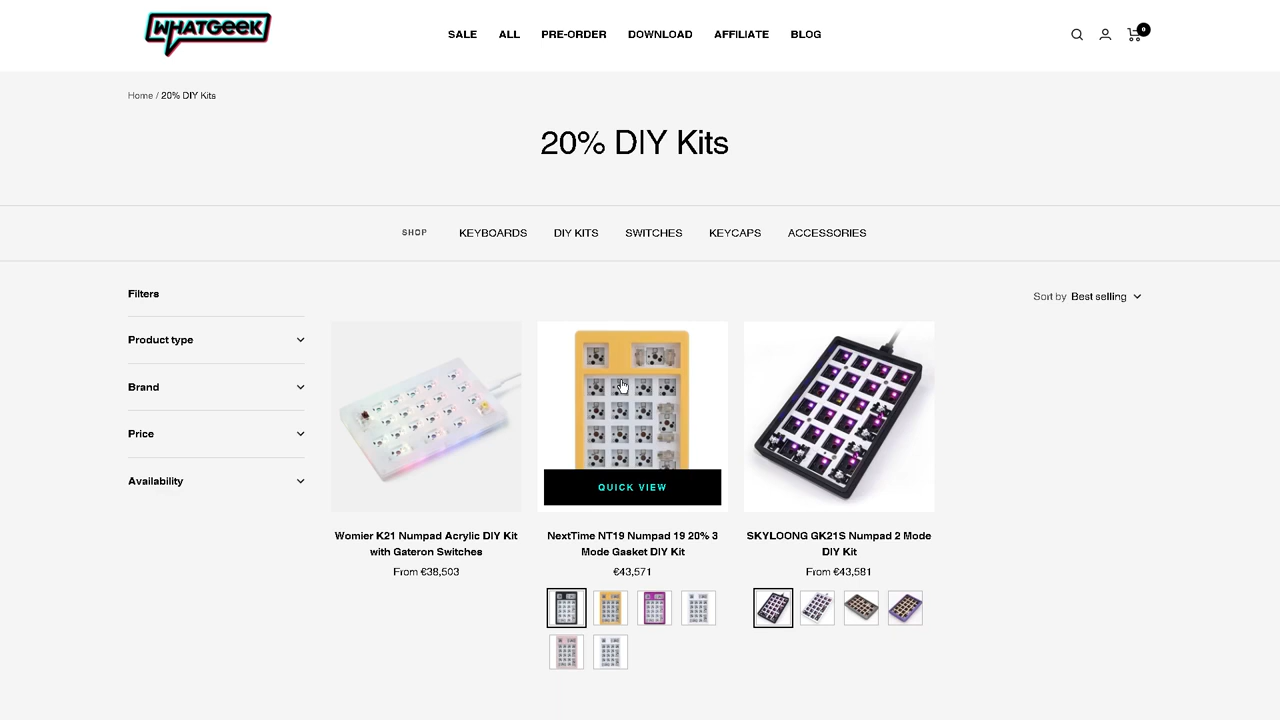 WHATGEEK
SALE
ALL
PRE-ORDER
DOWNLOAD
AFFILIATE
BLOG
0
Home / 20% DIY Kits
20% DIY Kits
SHOP
KEYBOARDS
DIY KITS
SWITCHES
KEYCAPS
ACCESSORIES
Filters
Product type
Brand
Price
Availability
Sort by Best selling
Womier K21 Numpad Acrylic DIY Kit
with Gateron Switches
From €38,503
QUICK VIEW
NextTime NT19 Numpad 19 20% 3
Mode Gasket DIY Kit
€43,571
SKYLOONG GK21S Numpad 2 Mode
DIY Kit
From €43,581